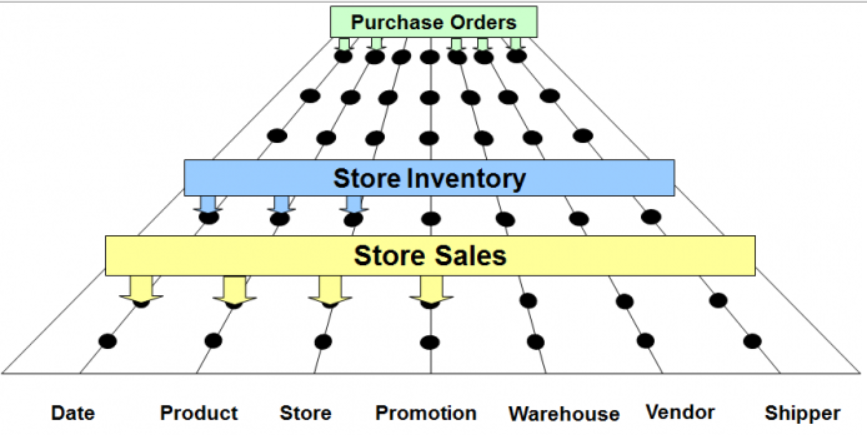 Purchase Orders
Store Inventory
Store Sales
Date Product Store Promotion Warehouse Vendor Shipper